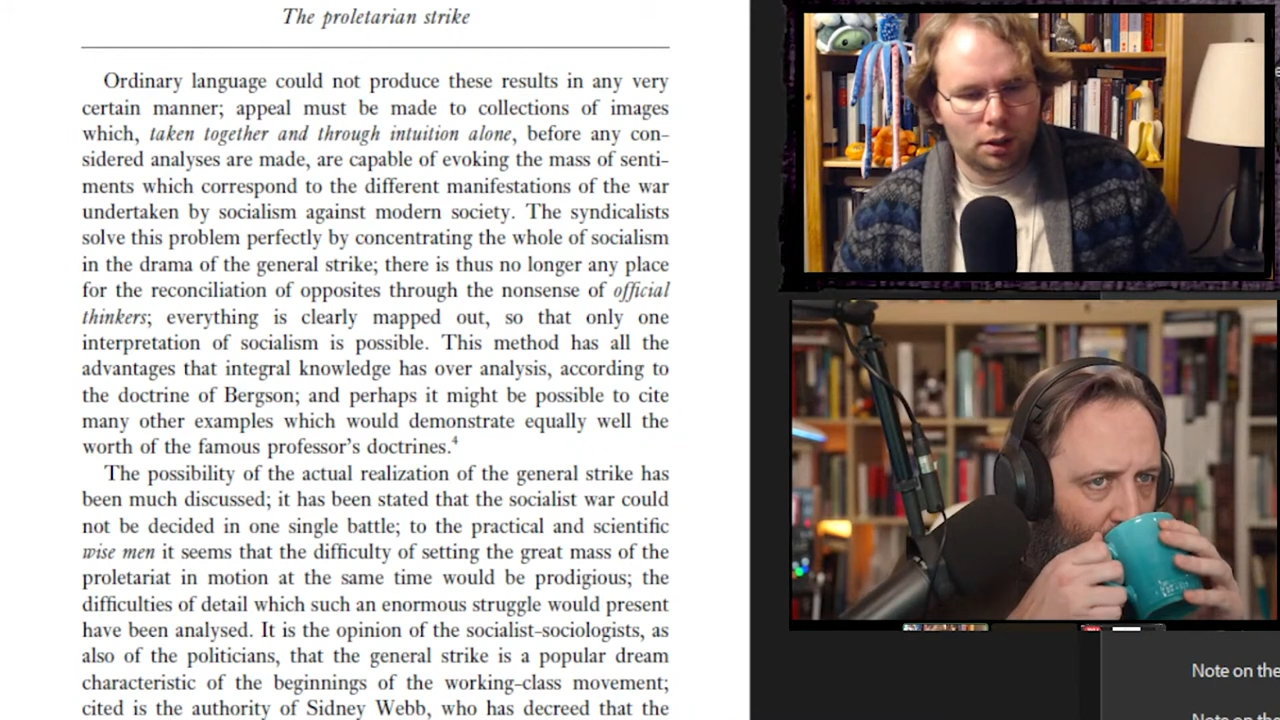 The proletarian strike
Ordinary language could not produce these results in any very
certain manner; appeal must be made to collections of images
which, taken together and through intuition alone, before any con-
sidered analyses are made, are capable of evoking the mass of senti-
ments which correspond to the different manifestations of the war
undertaken by socialism against modern society. The syndicalists
solve this problem perfectly by concentrating the whole of socialism
in the drama of the general strike; there is thus no longer any place
for the reconciliation of opposites through the nonsense of official
thinkers; everything is clearly mapped out, so that only one
interpretation of socialism is possible. This method has all the
advantages that integral knowledge has over analysis, according to
the doctrine of Bergson; and perhaps it might be possible to cite
many other examples which would demonstrate equally well the
worth of the famous professor's doctrines.4
The possibility of the actual realization of the general strike has
been much discussed; it has been stated that the socialist war could
not be decided in one single battle; to the practical and scientific
wise men it seems that the difficulty of setting the great mass of the
proletariat in motion at the same time would be prodigious; the
difficulties of detail which such an enormous struggle would present
have been analysed. It is the opinion of the socialist-sociologists, as
also of the politicians, that the general strike is a popular dream
characteristic of the beginnings of the working-class movement;
cited is the authority of Sidney Webb, who has decreed that the
Note on the
Note on the